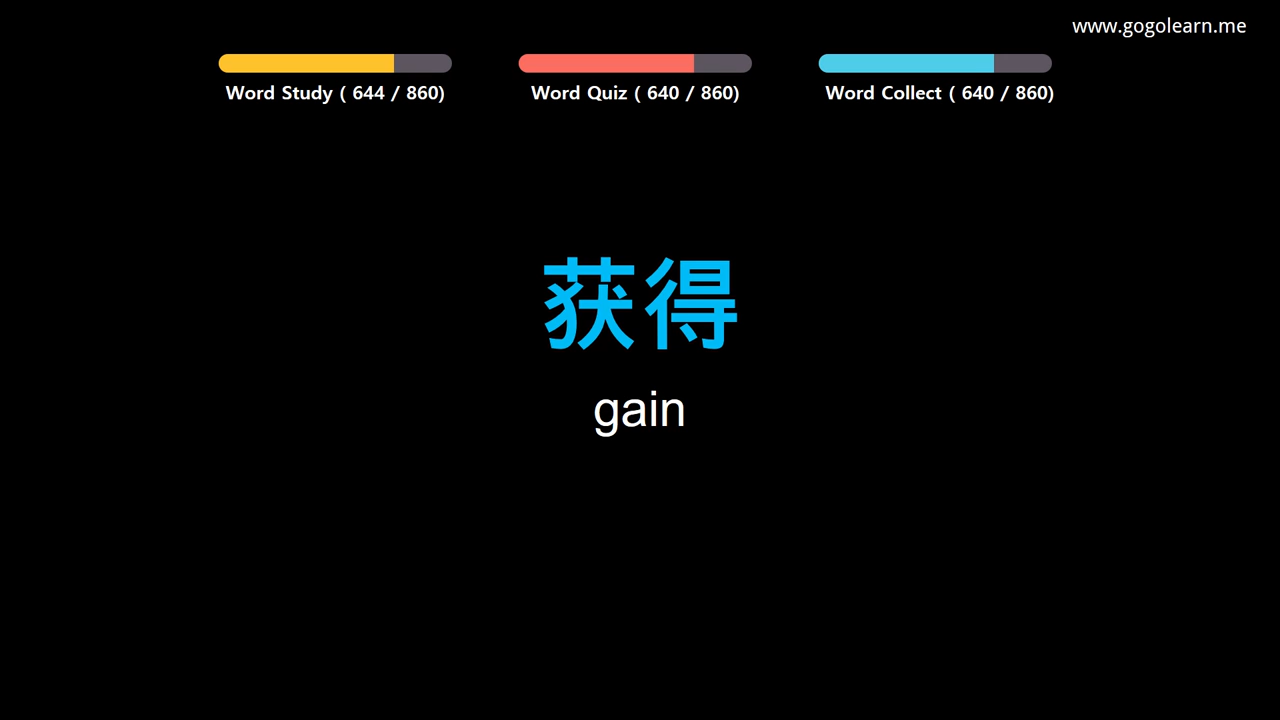 www.gogolearn.me
Word Study ( 644 / 860)
Word Quiz ( 640 / 860)
Word Collect ( 640 / 860)
获得
gain